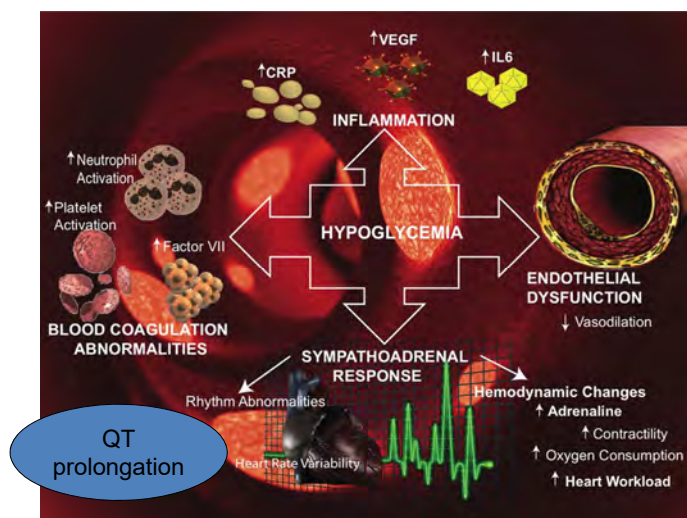 ↑VEGF
↑CRP
↑IL6
INFLAMMATION
↑Neutrophil
Activation
↑Platelet
Activation
↑Factor VII
BLOOD COAGULATION
ABNORMALITIES
HYPOGLYCEMIA
ENDOTHELIAL
DYSFUNCTION
↓ Vasodilation
SYMPATHOADRENAL
RESPONSE
Rhythm Abnormalities
Heart Rate Variability
Hemodynamic Changes
↑ Adrenaline
↑ Contractility
↑ Oxygen Consumption
↑ Heart Workload
QT
prolongation